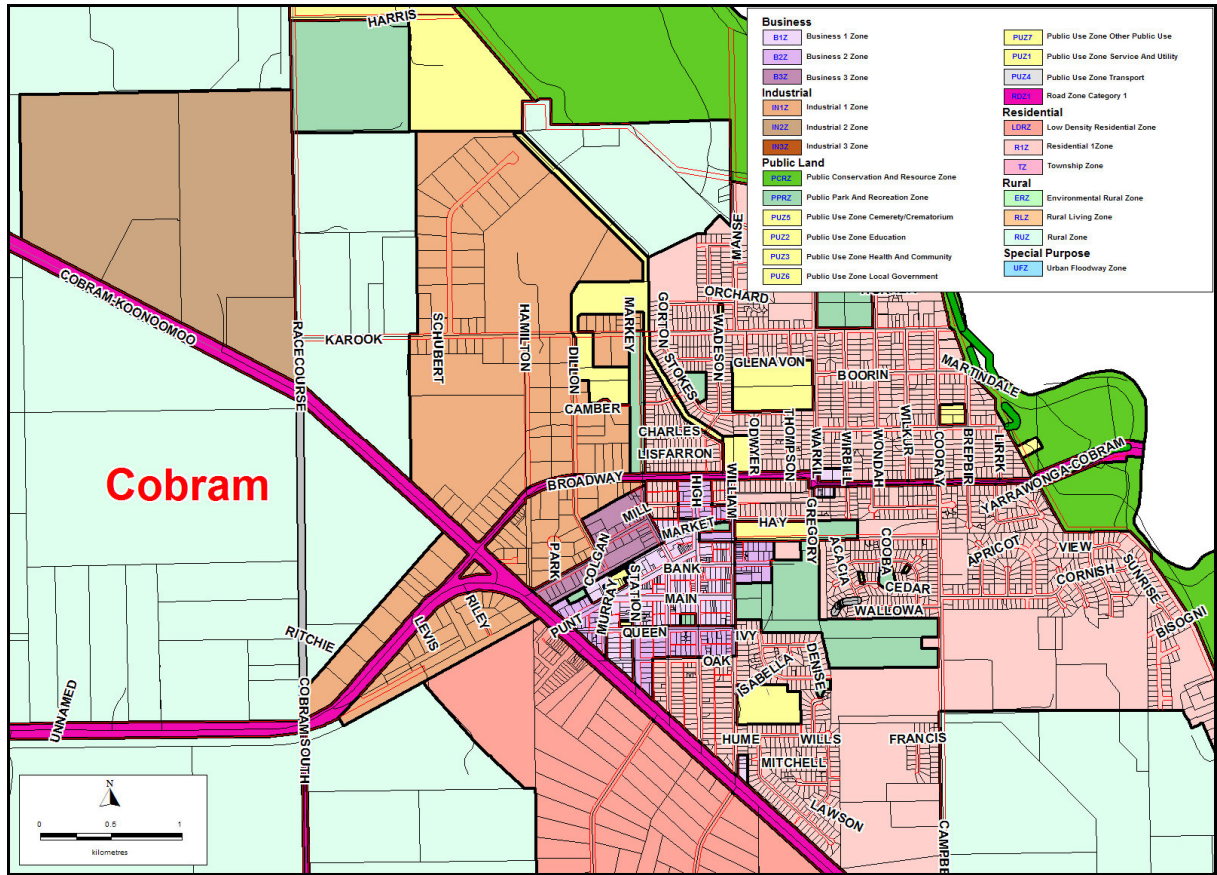 HARRIS
Business
B1Z Business 1 Zone
B2Z Business 2 Zone
B3Z Business 3 Zone
Industrial
IN1Z Industrial 1 Zone
IN2Z Industrial 2 Zone
IN3Z Industrial 3 Zone
Public Land
PCRZ Public Conservation And Resource Zone
PPRZ Public Park And Recreation Zone
PUZ5 Public Use Zone Cemerety/Crematorium
PUZ2 Public Use Zone Education
PUZ3 Public Use Zone Health And Community
PUZ6 Public Use Zone Local Government
PUZ7 Public Use Zone Other Public Use
PUZ1 Public Use Zone Service And Utility
PUZ4 Public Use Zone Transport
RDZ1 Road Zone Category 1
Residential
LDRZ Low Density Residential Zone
R1Z Residential 1Zone
TZ Township Zone
Rural
ERZ Environmental Rural Zone
RLZ Rural Living Zone
RUZ Rural Zone
Special Purpose
UFZ Urban Floodway Zone
MANSE
COBRAM-KOONOOMOO
RACECOURSE
KAROOK
SCHUBERT
HAMILTON
DILLON
MARKEY
GORTON
ORCHARD
WADESON
STOKES
GLENAVON
BOORIN
MARTINDALE
CAMBER
CHARLES
LISFARRON
ODWYER
THOMPSON
WARKIL
WIRBILL
WONDAH
WILKUR
COORAY
BREPBIR
LIRRK
YARRAWONGA-COBRAM
Cobram
BROADWAY
HIGH
WILLIAM
MILL
MARKET
HAY
GREGORY
PARK
COLGAN
STATION
BANK
MAIN
MURRAY
PUNT
QUEEN
IVY
OAK
ISABELLA
DENISE
ACACIA
COOBA
CEDAR
WALLOWA
APRICOT
VIEW
CORNISH
SUNRISE
BISOGNI
RITCHIE
LEVIS
RILEY
UNNAMED
COBRAM SOUTH
HUME
WILLS
FRANCIS
MITCHELL
LAWSON
N
0 0.5 1
kilometres